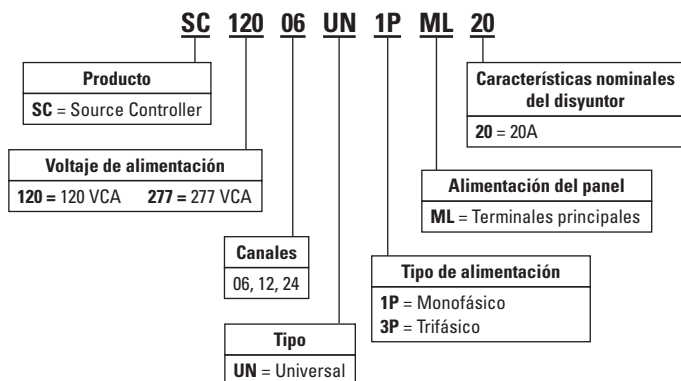 SC 120 06 UN 1P ML 20
Producto
SC = Source Controller
Características nominales
del disyuntor
20 = 20A
Voltaje de alimentación
120 = 120 VCA 277 = 277 VCA
Alimentación del panel
ML = Terminales principales
Canales
06, 12, 24
Tipo de alimentación
1P = Monofásico
3P = Trifásico
Tipo
UN = Universal